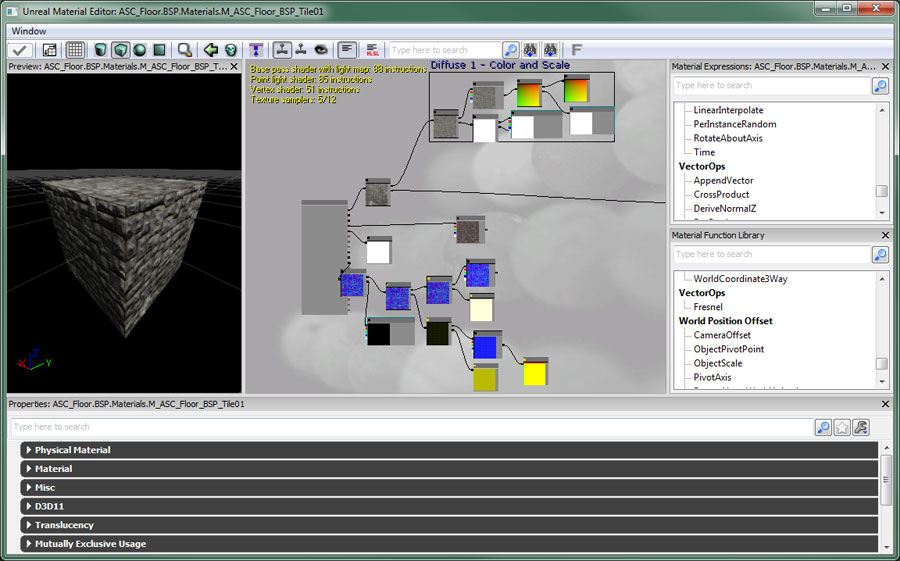 Unreal Material Editor: ASC_Floor.BSP.Materials.M_ASC_Floor_BSP_Tile01
Window
HLSL
Type here to search
F
Preview: ASC_Floor.BSP.Materials.M_ASC_Floor_BSP_T...
Base pass shader with light map: 88 instructions
Point light shader: 85 instructions
Vertex shader: 51 instructions
Texture samplers: 5/12
Diffuse 1 - Color and Scale
Z
X
Y
Material Expressions: ASC_Floor.BSP.Materials.M_A...
Type here to search
LinearInterpolate
PerInstanceRandom
RotateAboutAxis
Time
VectorOps
AppendVector
CrossProduct
DeriveNormalZ
Material Function Library
Type here to search
WorldCoordinate3Way
VectorOps
Fresnel
World Position Offset
CameraOffset
ObjectPivotPoint
ObjectScale
PivotAxis
Properties: ASC_Floor.BSP.Materials.M_ASC_Floor_BSP_Tile01
Type here to search
Physical Material
Material
Misc
D3D11
Translucency
Mutually Exclusive Usage